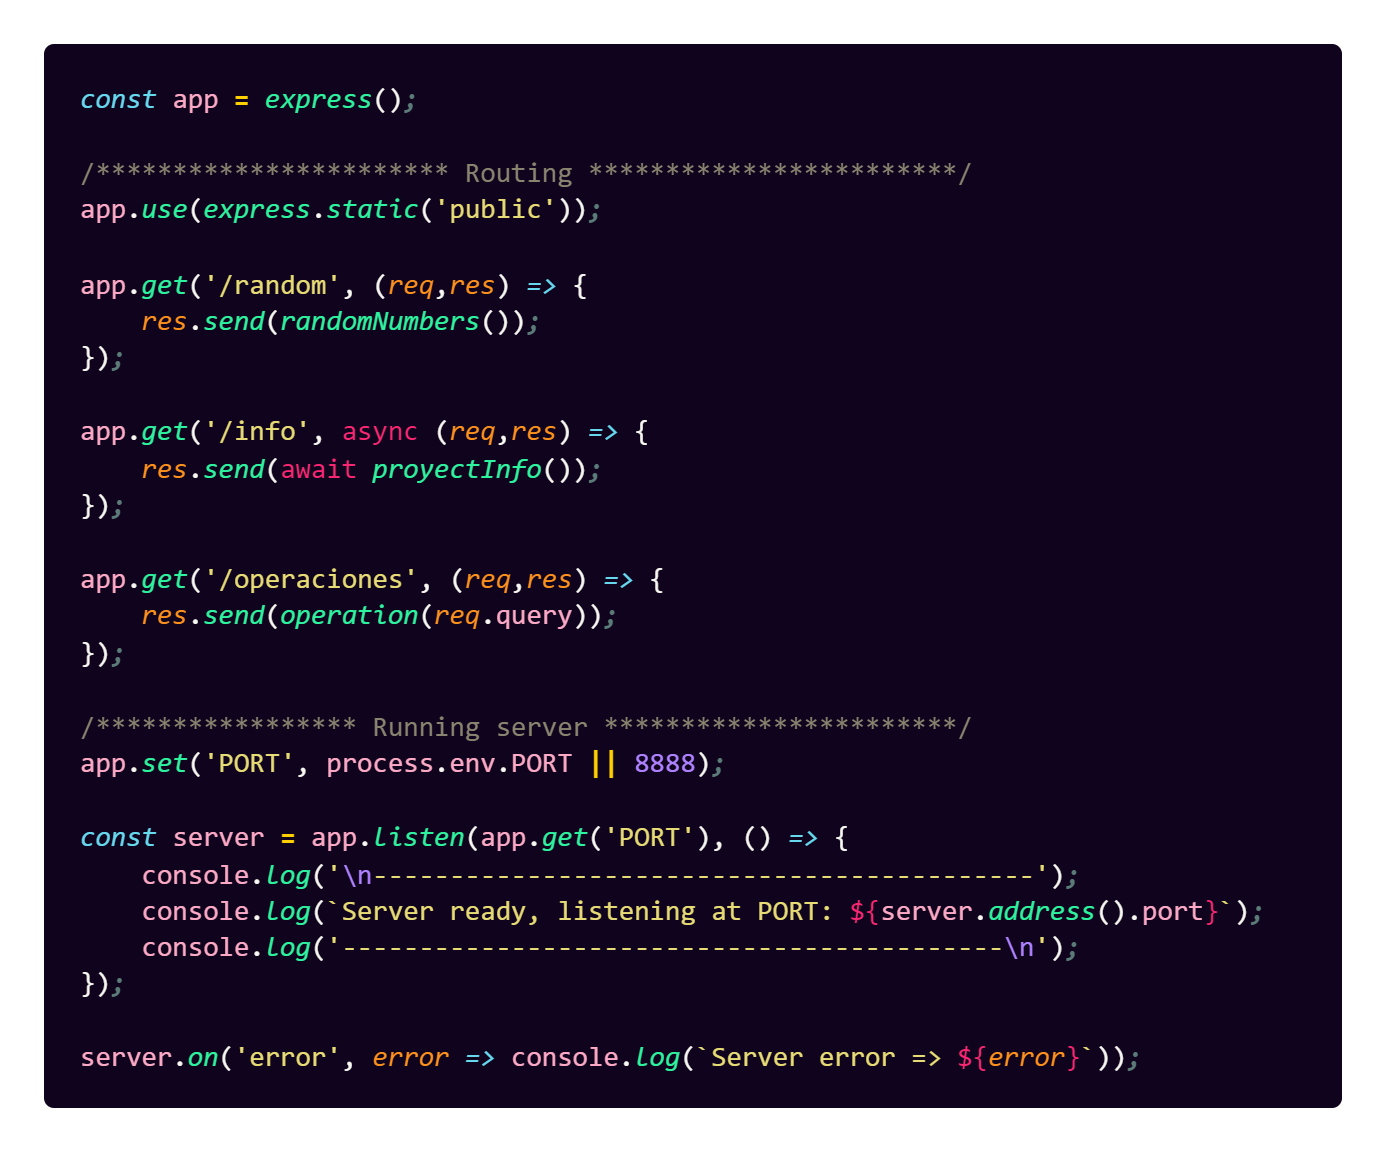 const app = express();
/*********************** Routing ************************/
app.use(express.static('public'));
app.get('/random', (req,res) => {
    res.send(randomNumbers());
});
app.get('/info', async (req,res) => {
    res.send(await proyectInfo());
});
app.get('/operaciones', (req,res) => {
    res.send(operation(req.query));
});
/***************** Running server ***********************/
app.set('PORT', process.env.PORT || 8888);
const server = app.listen(app.get('PORT'), () => {
    console.log('\n-------------------------------------------');
    console.log(`Server ready, listening at PORT: ${server.address().port}`);
    console.log('-------------------------------------------\n');
});
server.on('error', error => console.log(`Server error => ${error}`));